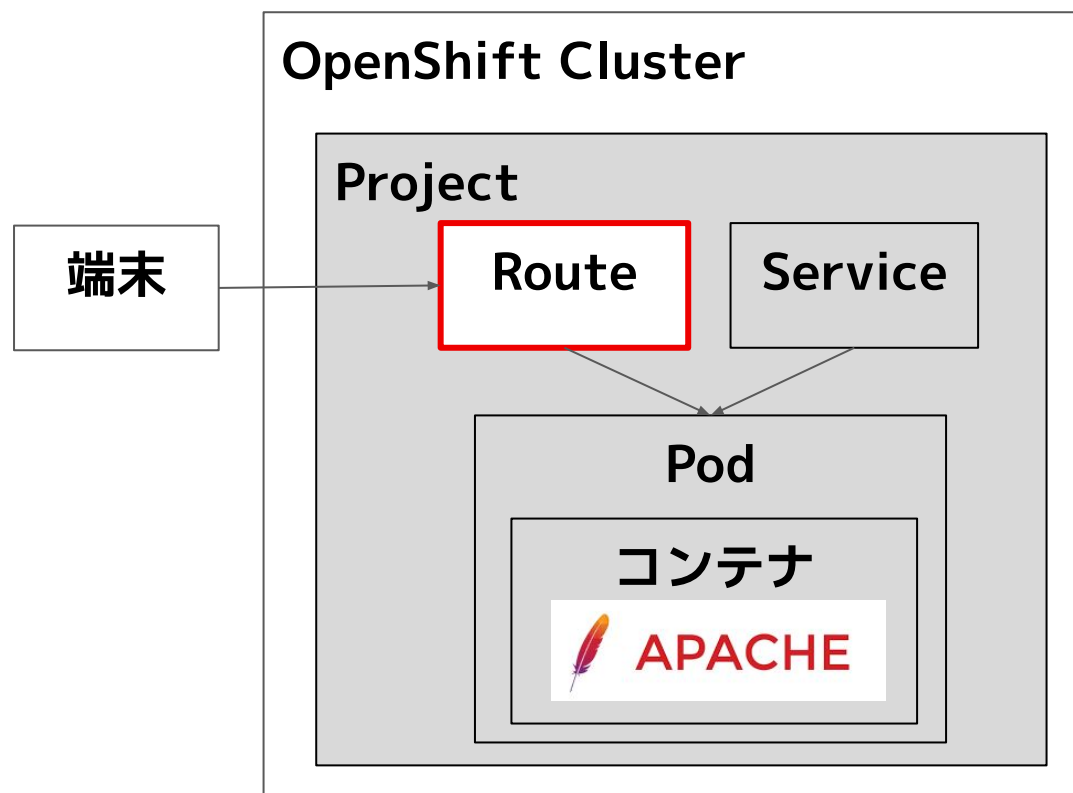 OpenShift Cluster
Project
端末
Route
Service
Pod
コンテナ
APACHE